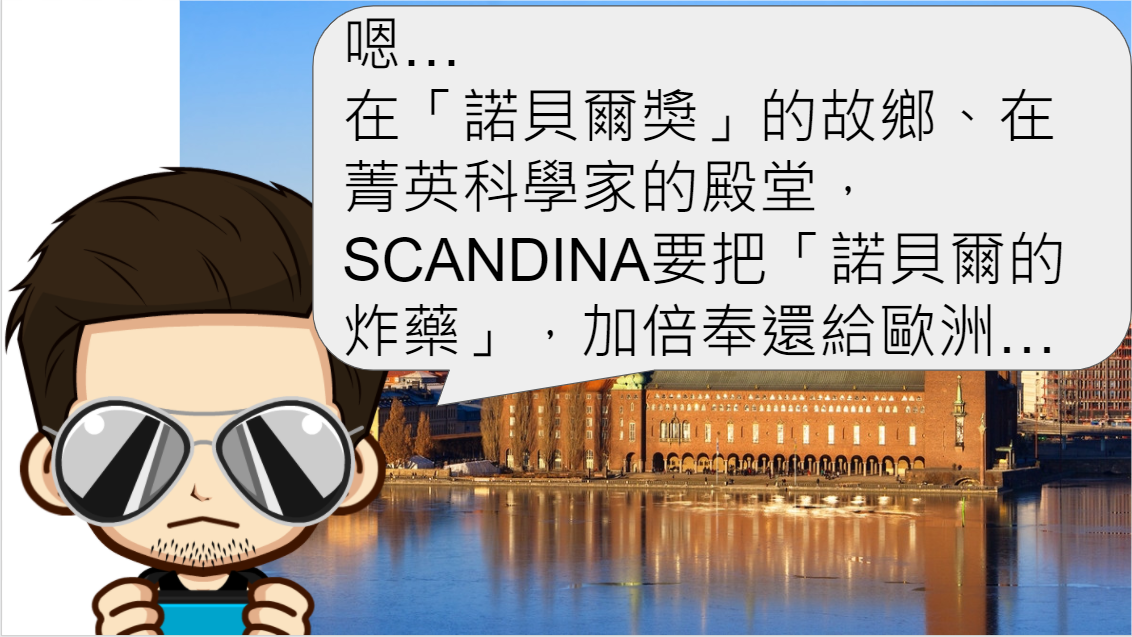 嗯...
在「諾貝爾獎」的故鄉、在
菁英科學家的殿堂，
SCANDINA要把「諾貝爾的
炸藥」，加倍奉還給歐洲...